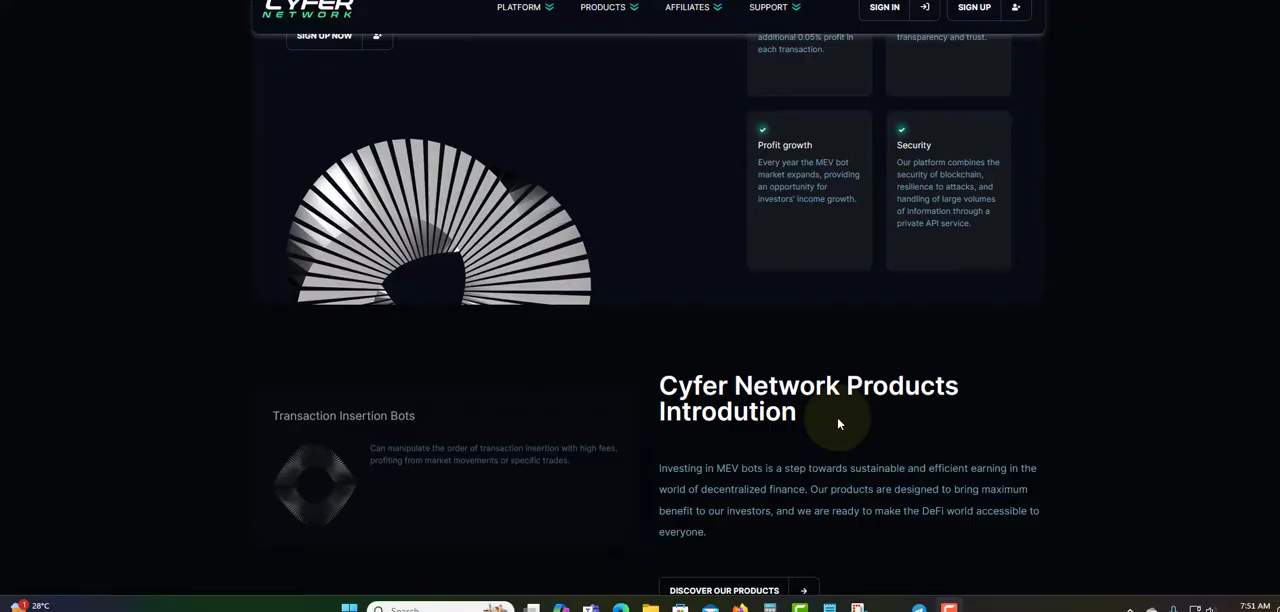 CYFER
NETWORK
PLATFORM
PRODUCTS
AFFILIATES
SUPPORT
SIGN IN
SIGN UP
SIGN UP NOW
additional 0.05% profit in
each transaction.
transparency and trust.
Profit growth
Every year the MEV bot
market expands, providing
an opportunity for
investors' income growth.
Security
Our platform combines the
security of blockchain,
resilience to attacks, and
handling of large volumes
of information through a
private API service.
Transaction Insertion Bots
Can manipulate the order of transaction insertion with high fees,
profiting from market movements or specific trades.
Cyfer Network Products
Introdution
Investing in MEV bots is a step towards sustainable and efficient earning in the
world of decentralized finance. Our products are designed to bring maximum
benefit to our investors, and we are ready to make the DeFi world accessible to
everyone.
DISCOVER OUR PRODUCTS
1
28°C
Search
7:51 AM